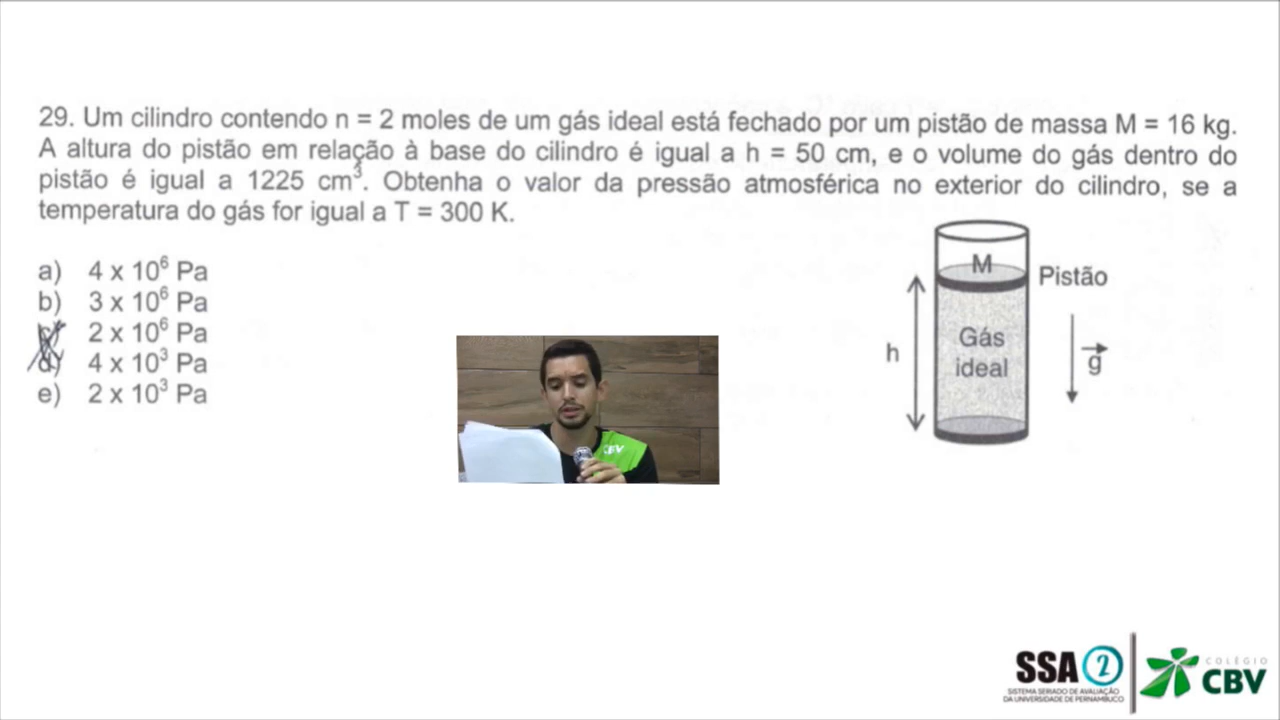 29. Um cilindro contendo n = 2 moles de um gás ideal está fechado por um pistão de massa M = 16 kg.
A altura do pistão em relação à base do cilindro é igual a h = 50 cm, e o volume do gás dentro do
pistão é igual a 1225 cm³. Obtenha o valor da pressão atmosférica no exterior do cilindro, se a
temperatura do gás for igual a T = 300 K.
a) 4 x 10⁶ Pa
b) 3 x 10⁶ Pa
c) 2 x 10⁶ Pa
d) 4 x 10³ Pa
e) 2 x 10³ Pa
M
Pistão
Gás
ideal
h
g
CBV
SSA 2
SISTEMA SERIADO DE AVALIAÇÃO
DA UNIVERSIDADE DE PERNAMBUCO
COLÉGIO
CBV